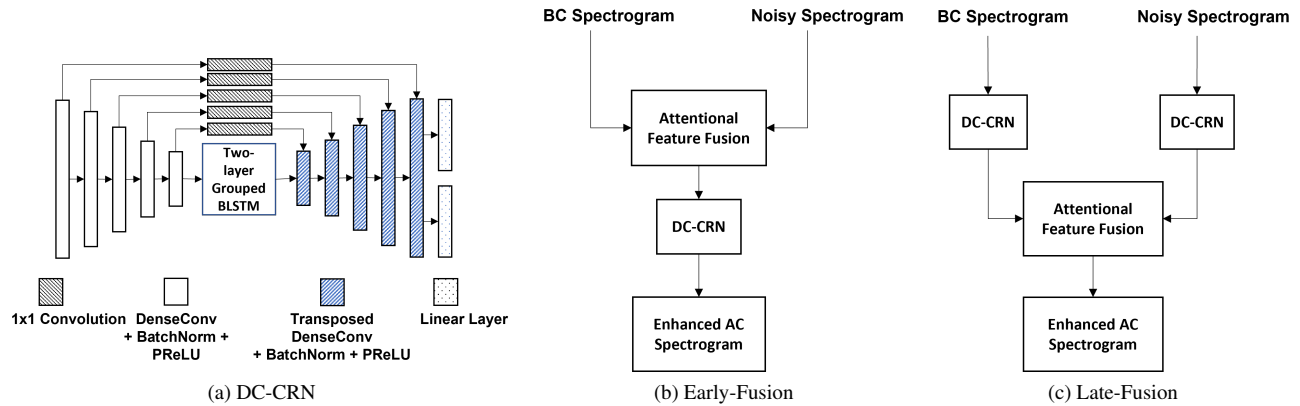 Two-
layer
Grouped
BLSTM
1x1 Convolution
DenseConv
+ BatchNorm +
PReLU
Transposed
DenseConv
+ BatchNorm + PReLU
Linear Layer
(a) DC-CRN
BC Spectrogram
Noisy Spectrogram
Attentional
Feature Fusion
DC-CRN
Enhanced AC
Spectrogram
(b) Early-Fusion
BC Spectrogram
Noisy Spectrogram
DC-CRN
DC-CRN
Attentional
Feature Fusion
Enhanced AC
Spectrogram
(c) Late-Fusion